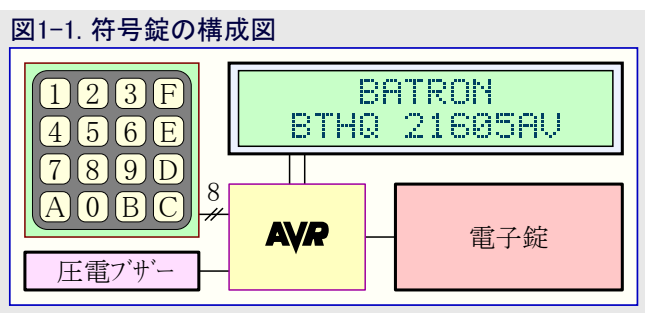 図1-1. 符号錠の構成図
1 2 3 F
4 5 6 E
7 8 9 D
A 0 B C
BATRON
BTHQ 21605AV
8
AVR
電子錠
圧電ﾌﾞｻﾞｰ